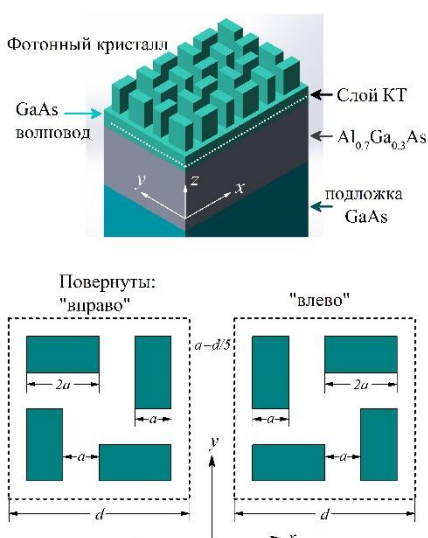 Фотонный кристалл
GaAs
волновод
Слой КТ
Al0.7Ga0.3As
подложка
GaAs
y
z
x
Повернуты:
"вправо"
"влево"
a=d/5
2a
a
2a
a
a
a
y
d
d
x